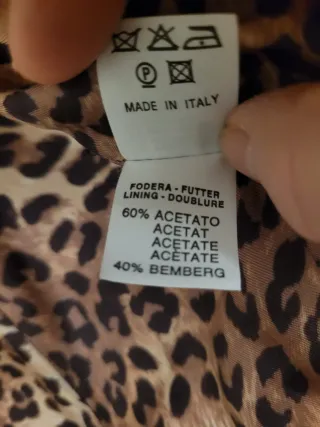 P
MADE IN ITALY
FODERA - FUTTER
LINING - DOUBLURE
60% ACETATO
ACETAT
ACETATE
ACÉTATE
40% BEMBERG